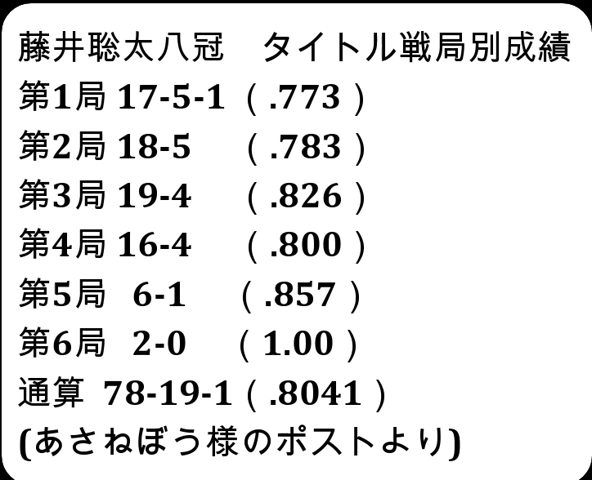 藤井聡太八冠　タイトル戦局別成績
第1局 17-5-1 ( .773 )
第2局 18-5 ( .783 )
第3局 19-4 ( .826 )
第4局 16-4 ( .800 )
第5局 6-1 ( .857 )
第6局 2-0 ( 1.00 )
通算 78-19-1 ( .8041 )
(あさねぼう様のポストより)